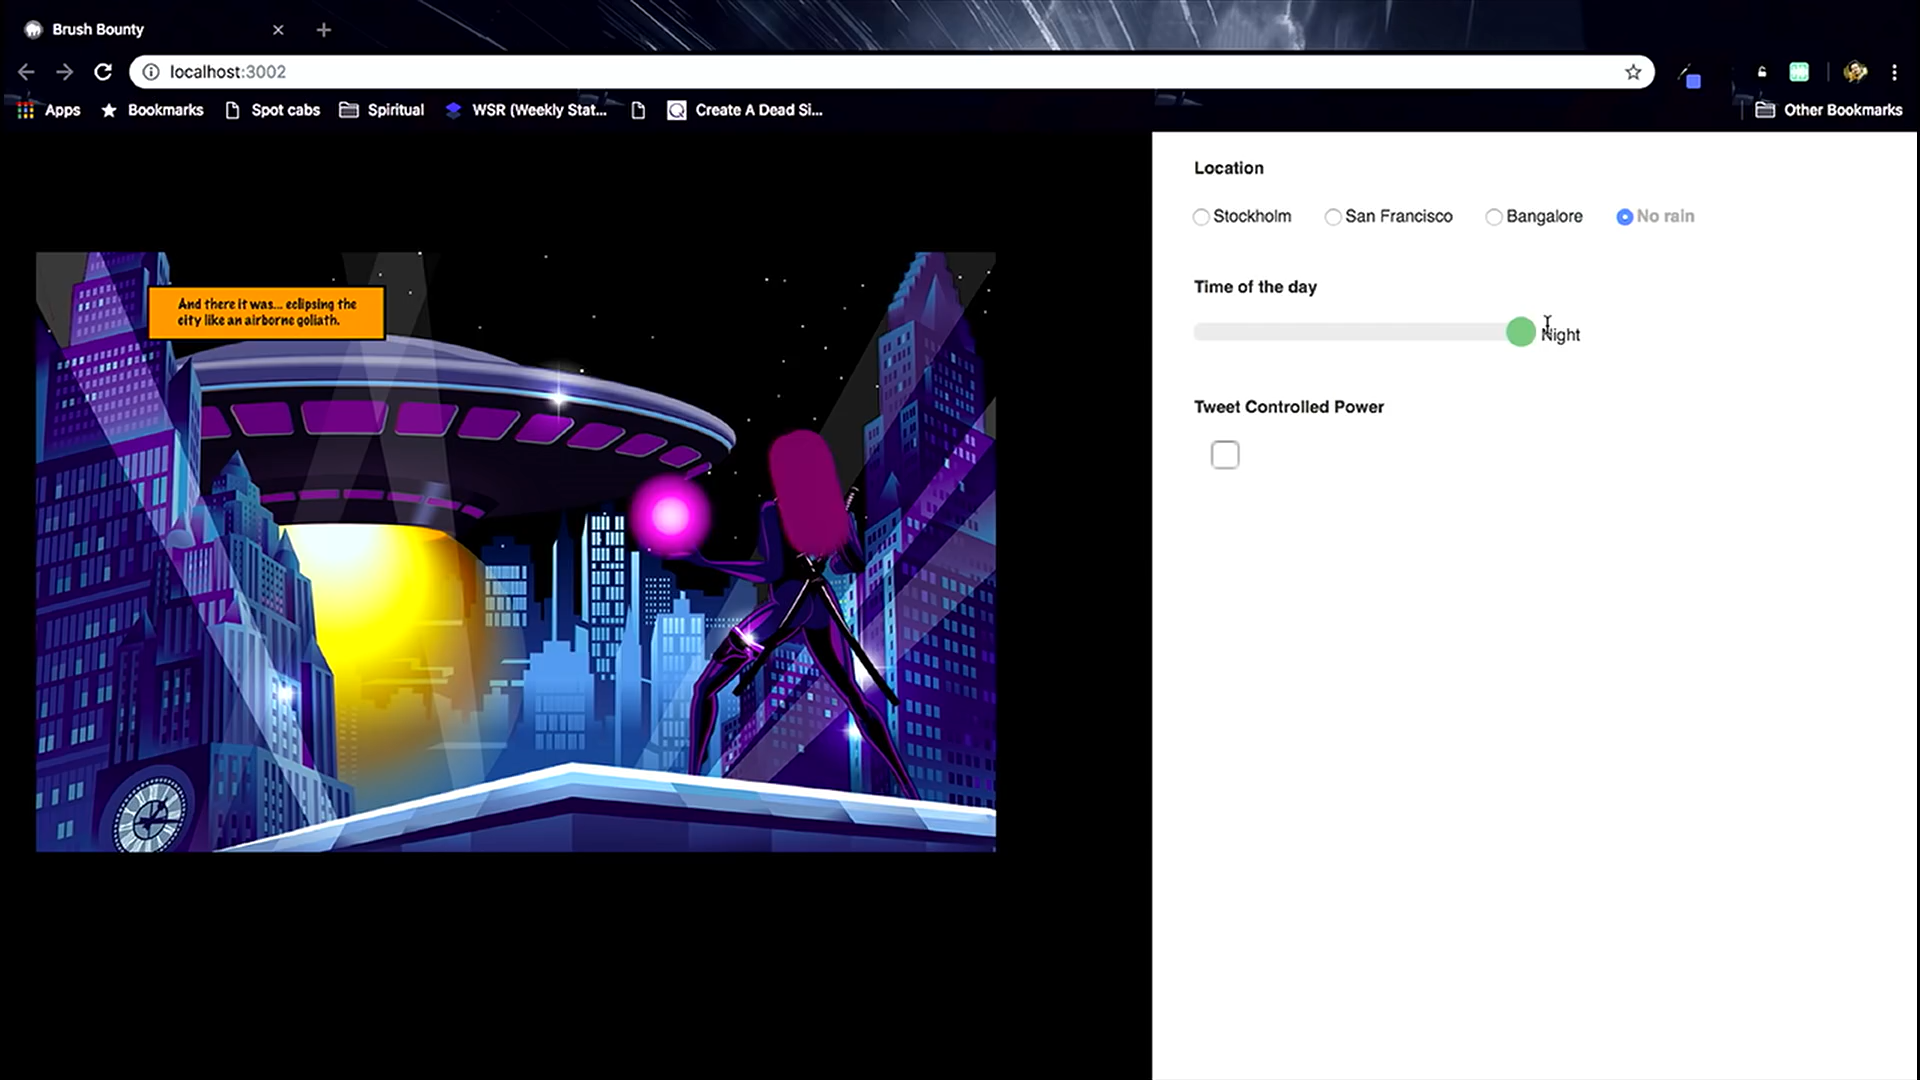 Brush Bounty
localhost:3002
Apps
Bookmarks
Spot cabs
Spiritual
WSR (Weekly Stat...
Create A Dead Si...
Other Bookmarks
And there it was... eclipsing the
city like an airborne goliath.
Location
Stockholm
San Francisco
Bangalore
No rain
Time of the day
Night
Tweet Controlled Power